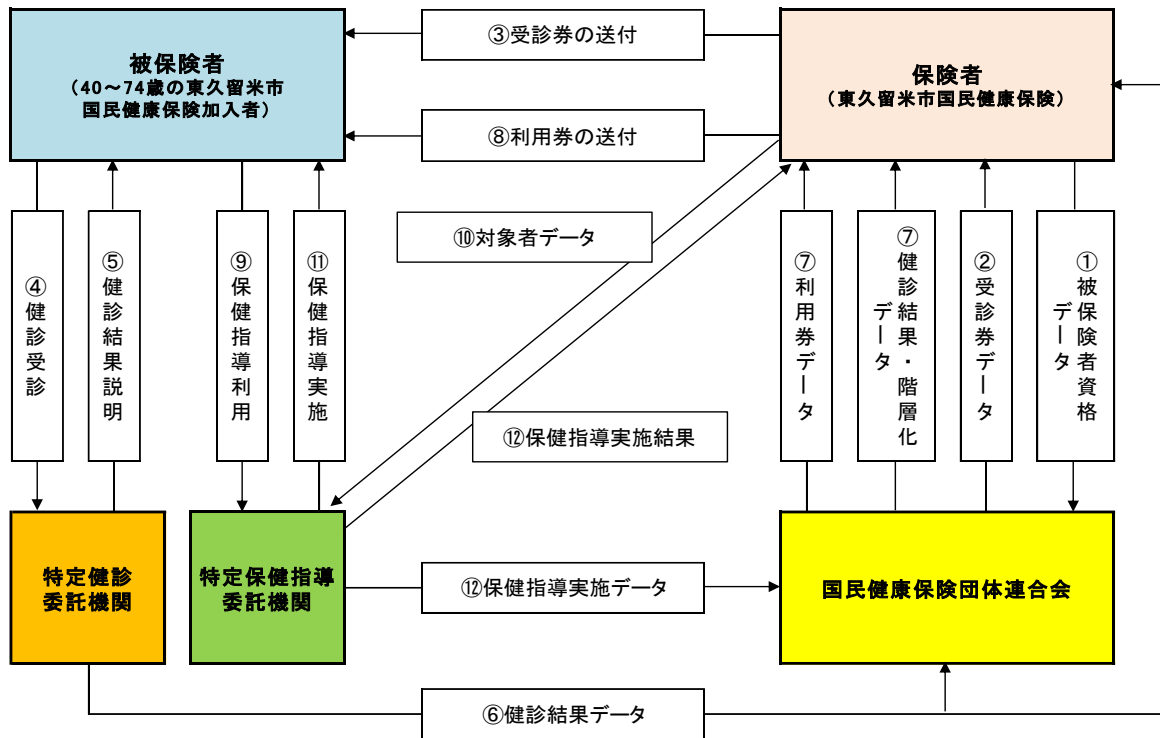 ③受診券の送付
被保険者
（40～74歳の東久留米市
国民健康保険加入者）
保険者
（東久留米市国民健康保険）
⑧利用券の送付
⑩対象者データ
④健診受診
⑤健診結果説明
⑨保健指導利用
⑪保健指導実施
⑦利用券データ
⑦健診結果・階層化
データ
②受診券データ
①被保険者資格
データ
⑫保健指導実施結果
特定健診
委託機関
特定保健指導
委託機関
⑫保健指導実施データ
国民健康保険団体連合会
⑥健診結果データ